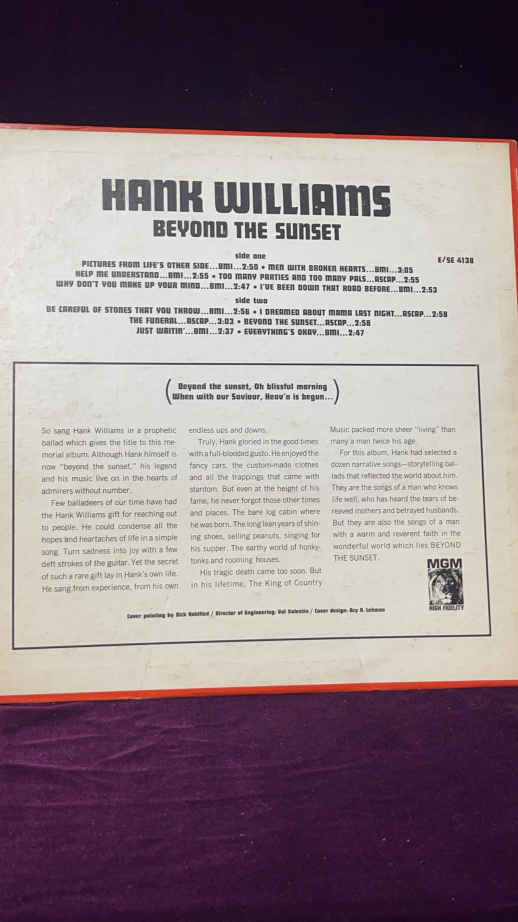 HANK WILLIAMS
BEYOND THE SUNSET
E/SE 4138
side one
PICTURES FROM LIFE'S OTHER SIDE...BMI...2:50 • MEN WITH BROKEN HEARTS...BMI...3:05
HELP ME UNDERSTAND...BMI...2:55 • TOO MANY PARTIES AND TOO MANY PALS...ASCAP...2:55
WHY DON'T YOU MAKE UP YOUR MIND...BMI...2:47 • I'VE BEEN DOWN THAT ROAD BEFORE...BMI...2:53
side two
BE CAREFUL OF STONES THAT YOU THROW...BMI...2:56 • I DREAMED ABOUT MAMA LAST NIGHT...ASCAP...2:58
THE FUNERAL...ASCAP...3:03 • BEYOND THE SUNSET...ASCAP...2:58
JUST WAITIN'...BMI...2:37 • EVERYTHING'S OKAY...BMI...2:47
(Beyond the sunset, Oh blissful morning
When with our Saviour, Heav'n is begun...)
So sang Hank Williams in a prophetic
ballad which gives the title to this me-
morial album. Although Hank himself is
now "beyond the sunset," his legend
and his music live on in the hearts of
admirers without number.
Few balladeers of our time have had
the Hank Williams gift for reaching out
to people. He could condense all the
hopes and heartaches of life in a simple
song. Turn sadness into joy with a few
deft strokes of the guitar. Yet the secret
of such a rare gift lay in Hank's own life.
He sang from experience, from his own
endless ups and downs.
Truly, Hank gloried in the good times
with a full-blooded gusto. He enjoyed the
fancy cars, the custom-made clothes
and all the trappings that came with
stardom. But even at the height of his
fame, he never forgot those other times
and places. The bare log cabin where
he was born. The long lean years of shin-
ing shoes, selling peanuts, singing for
his supper. The earthy world of honky-
tonks and rooming houses.
His tragic death came too soon. But
in his lifetime, The King of Country
Music packed more sheer "living" than
many a man twice his age.
For this album, Hank had selected a
dozen narrative songs—storytelling bal-
lads that reflected the world about him.
They are the songs of a man who knows
life well, who has heard the tears of be-
reaved mothers and betrayed husbands.
But they are also the songs of a man
with a warm and reverent faith in the
wonderful world which lies BEYOND
THE SUNSET.
MGM
HIGH FIDELITY
Cover painting by Dick Hubiford / Director of Engineering: Val Valentin / Cover design: Acy R. Lehman